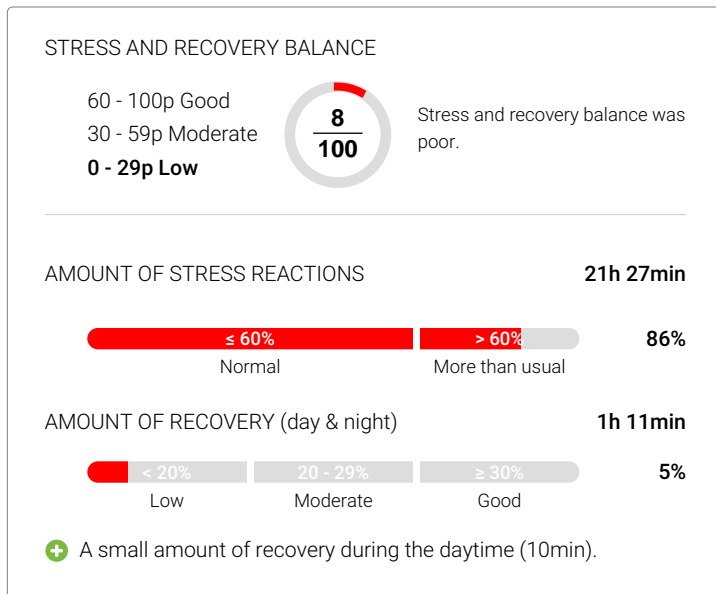 STRESS AND RECOVERY BALANCE
60 - 100p Good
30 - 59p Moderate
0 - 29p Low
8
100
Stress and recovery balance was
poor.
AMOUNT OF STRESS REACTIONS 21h 27min
≤ 60% > 60% 86%
Normal More than usual
AMOUNT OF RECOVERY (day & night) 1h 11min
< 20% 20 - 29% ≥ 30% 5%
Low Moderate Good
A small amount of recovery during the daytime (10min).